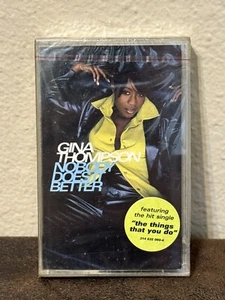 GINA
THOMPSON
NOBODY
DOES IT
BETTER
featuring
the hit single
"the things
that you do"